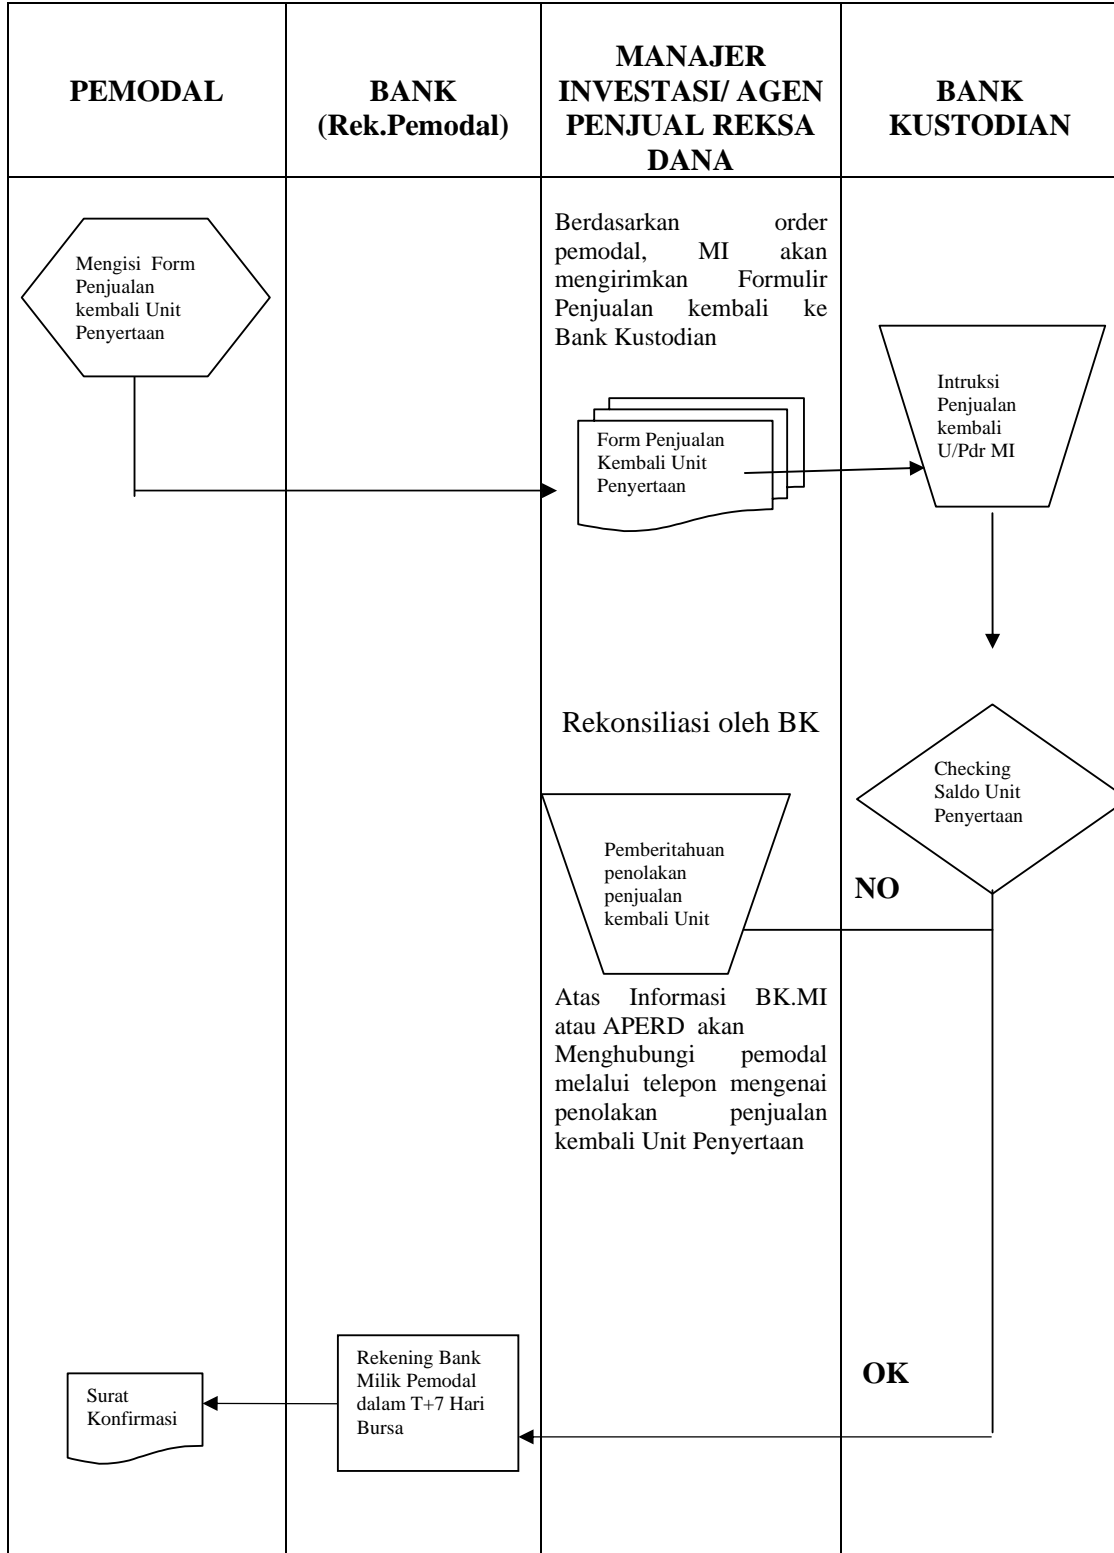 PEMODAL
BANK
(Rek.Pemodal)
MANAJER
INVESTASI/ AGEN
PENJUAL REKSA
DANA
BANK
KUSTODIAN
Mengisi Form
Penjualan
kembali Unit
Penyertaan
Berdasarkan order
pemodal, MI akan
mengirimkan Formulir
Penjualan kembali ke
Bank Kustodian
Form Penjualan
Kembali Unit
Penyertaan
Intruksi
Penjualan
kembali
U/Pdr MI
Rekonsiliasi oleh BK
Checking
Saldo Unit
Penyertaan
Pemberitahuan
penolakan
penjualan
kembali Unit
NO
Atas Informasi BK.MI
atau APERD akan
Menghubungi pemodal
melalui telepon mengenai
penolakan penjualan
kembali Unit Penyertaan
OK
Rekening Bank
Milik Pemodal
dalam T+7 Hari
Bursa
Surat
Konfirmasi